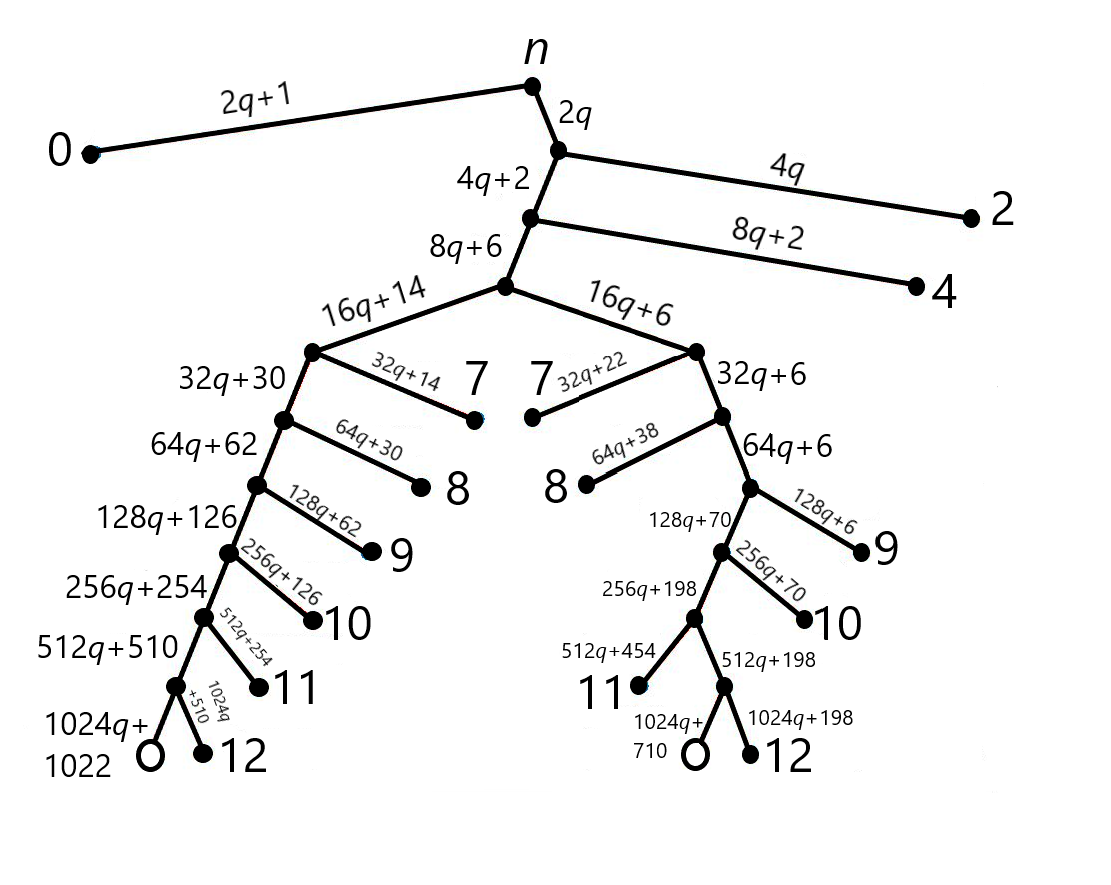 n
2q+1
2q
0
4q
4q+2
2
8q+2
8q+6
4
16q+14
16q+6
32q+30
32q+14
7
7
32q+22
32q+6
64q+62
64q+30
8
8
64q+38
64q+6
128q+126
128q+62
9
128q+70
128q+6
9
256q+254
256q+126
10
256q+198
256q+70
10
512q+510
512q+254
11
512q+454
11
512q+198
1024q+
1022
1024q
+510
12
1024q+
710
1024q+198
12